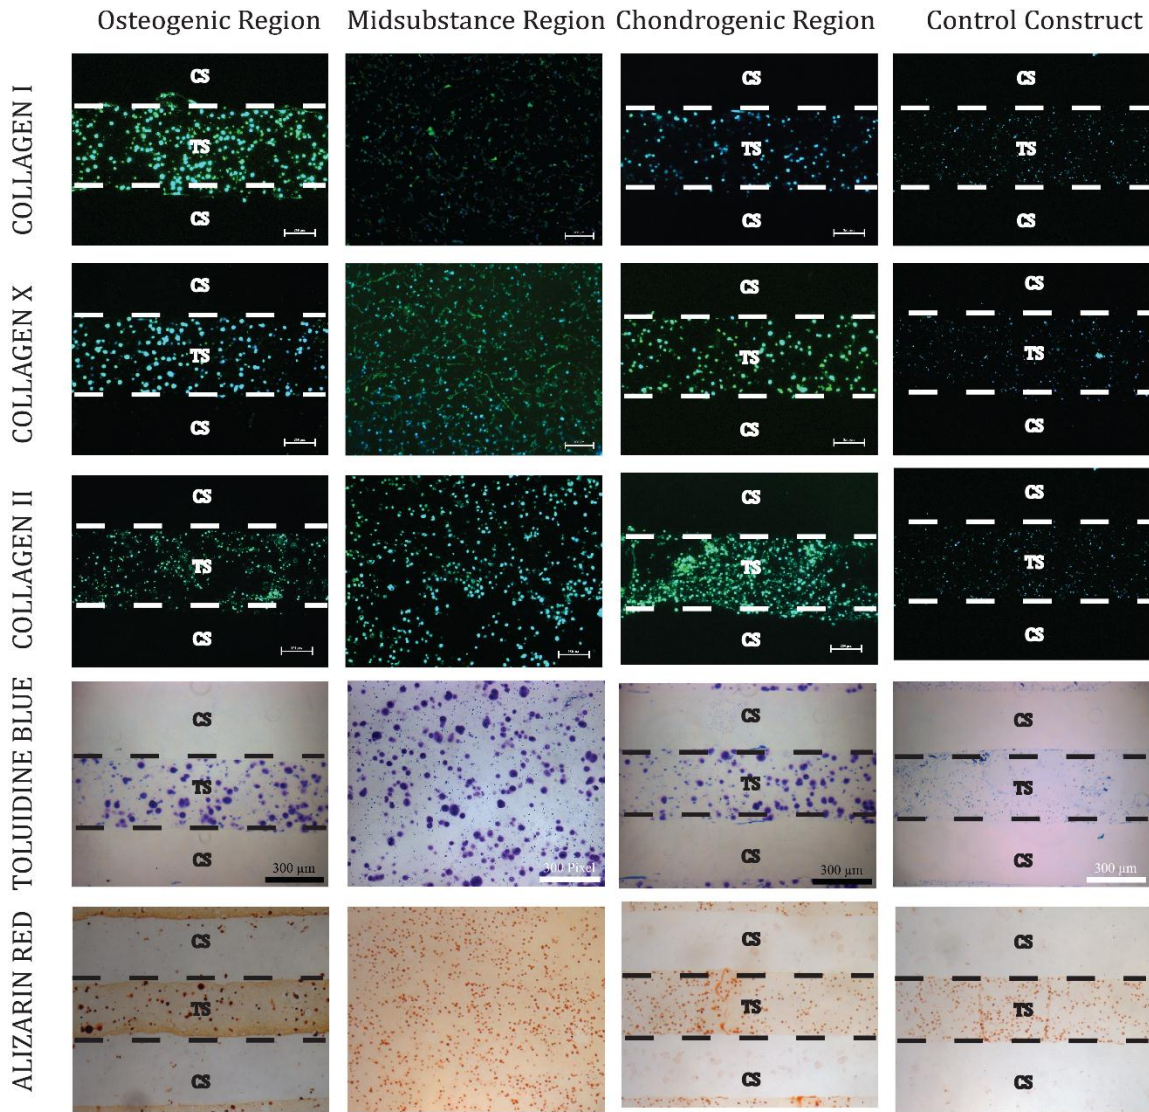 Osteogenic Region Midsubstance Region Chondrogenic Region Control Construct
COLLAGEN I
CS CS CS
TS TS TS
CS CS CS
COLLAGEN X
CS CS CS
TS TS TS
CS CS CS
COLLAGEN II
CS CS CS
TS TS TS
CS CS CS
TOLUIDINE BLUE
CS CS CS
TS TS TS
CS CS CS
300 µm 300 Pixel 300 µm 300 µm
ALIZARIN RED
CS CS CS
TS TS TS
CS CS CS